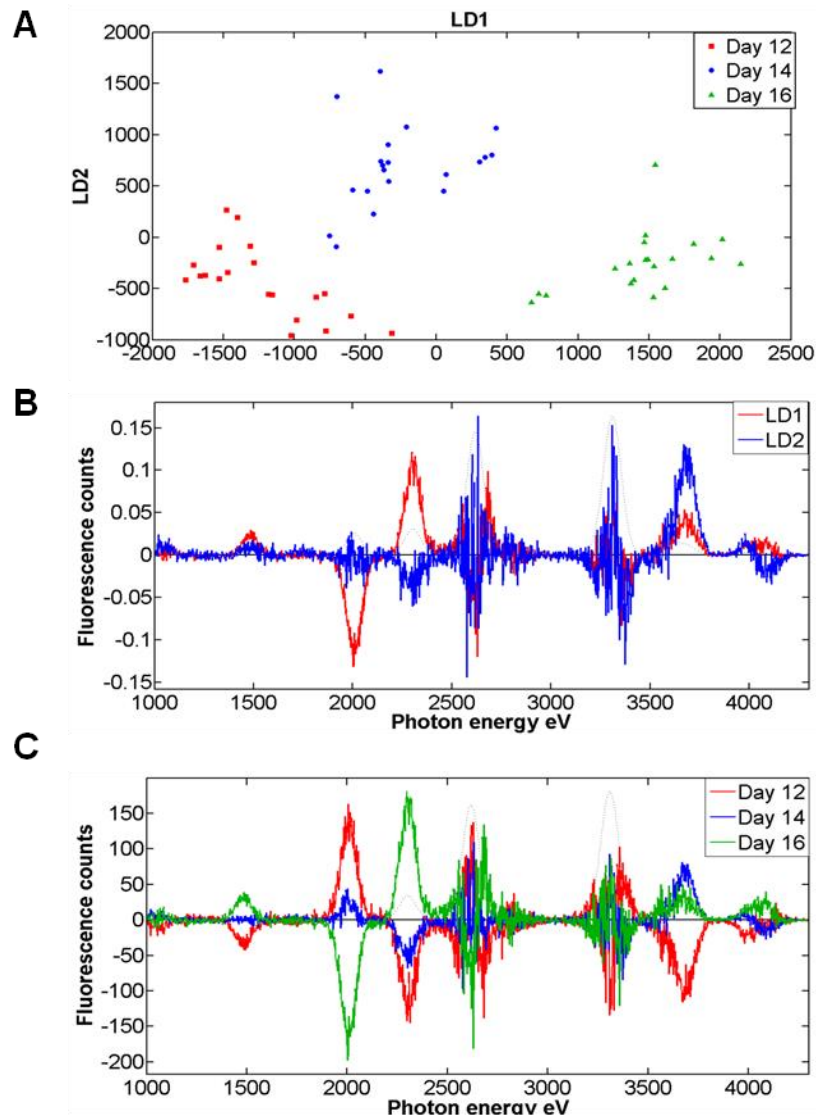 A
LD1
2000
Day 12
1500
Day 14
Day 16
1000
LD2
500
0
-500
-1000
-2000 -1500 -1000 -500 0 500 1000 1500 2000 2500
B
0.15
LD1
LD2
0.1
0.05
0
-0.05
-0.1
-0.15
Fluorescence counts
1000 1500 2000 2500 3000 3500 4000
Photon energy eV
C
150
Day 12
Day 14
Day 16
100
50
0
-50
-100
-150
-200
Fluorescence counts
1000 1500 2000 2500 3000 3500 4000
Photon energy eV